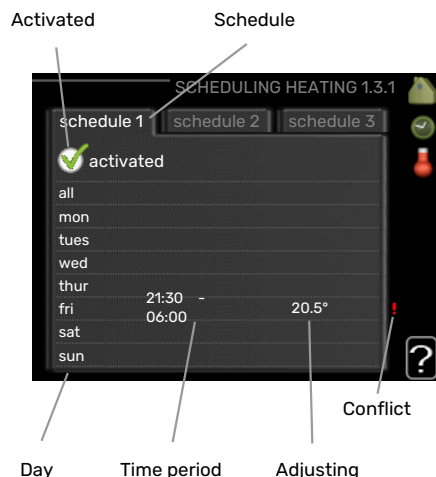 Activated
Schedule
SCHEDULING HEATING 1.3.1
schedule 1
schedule 2
schedule 3
activated
all
mon
tues
wed
thur
fri
21:30 -
06:00
20.5°
!
sat
sun
?
Conflict
Day
Time period
Adjusting